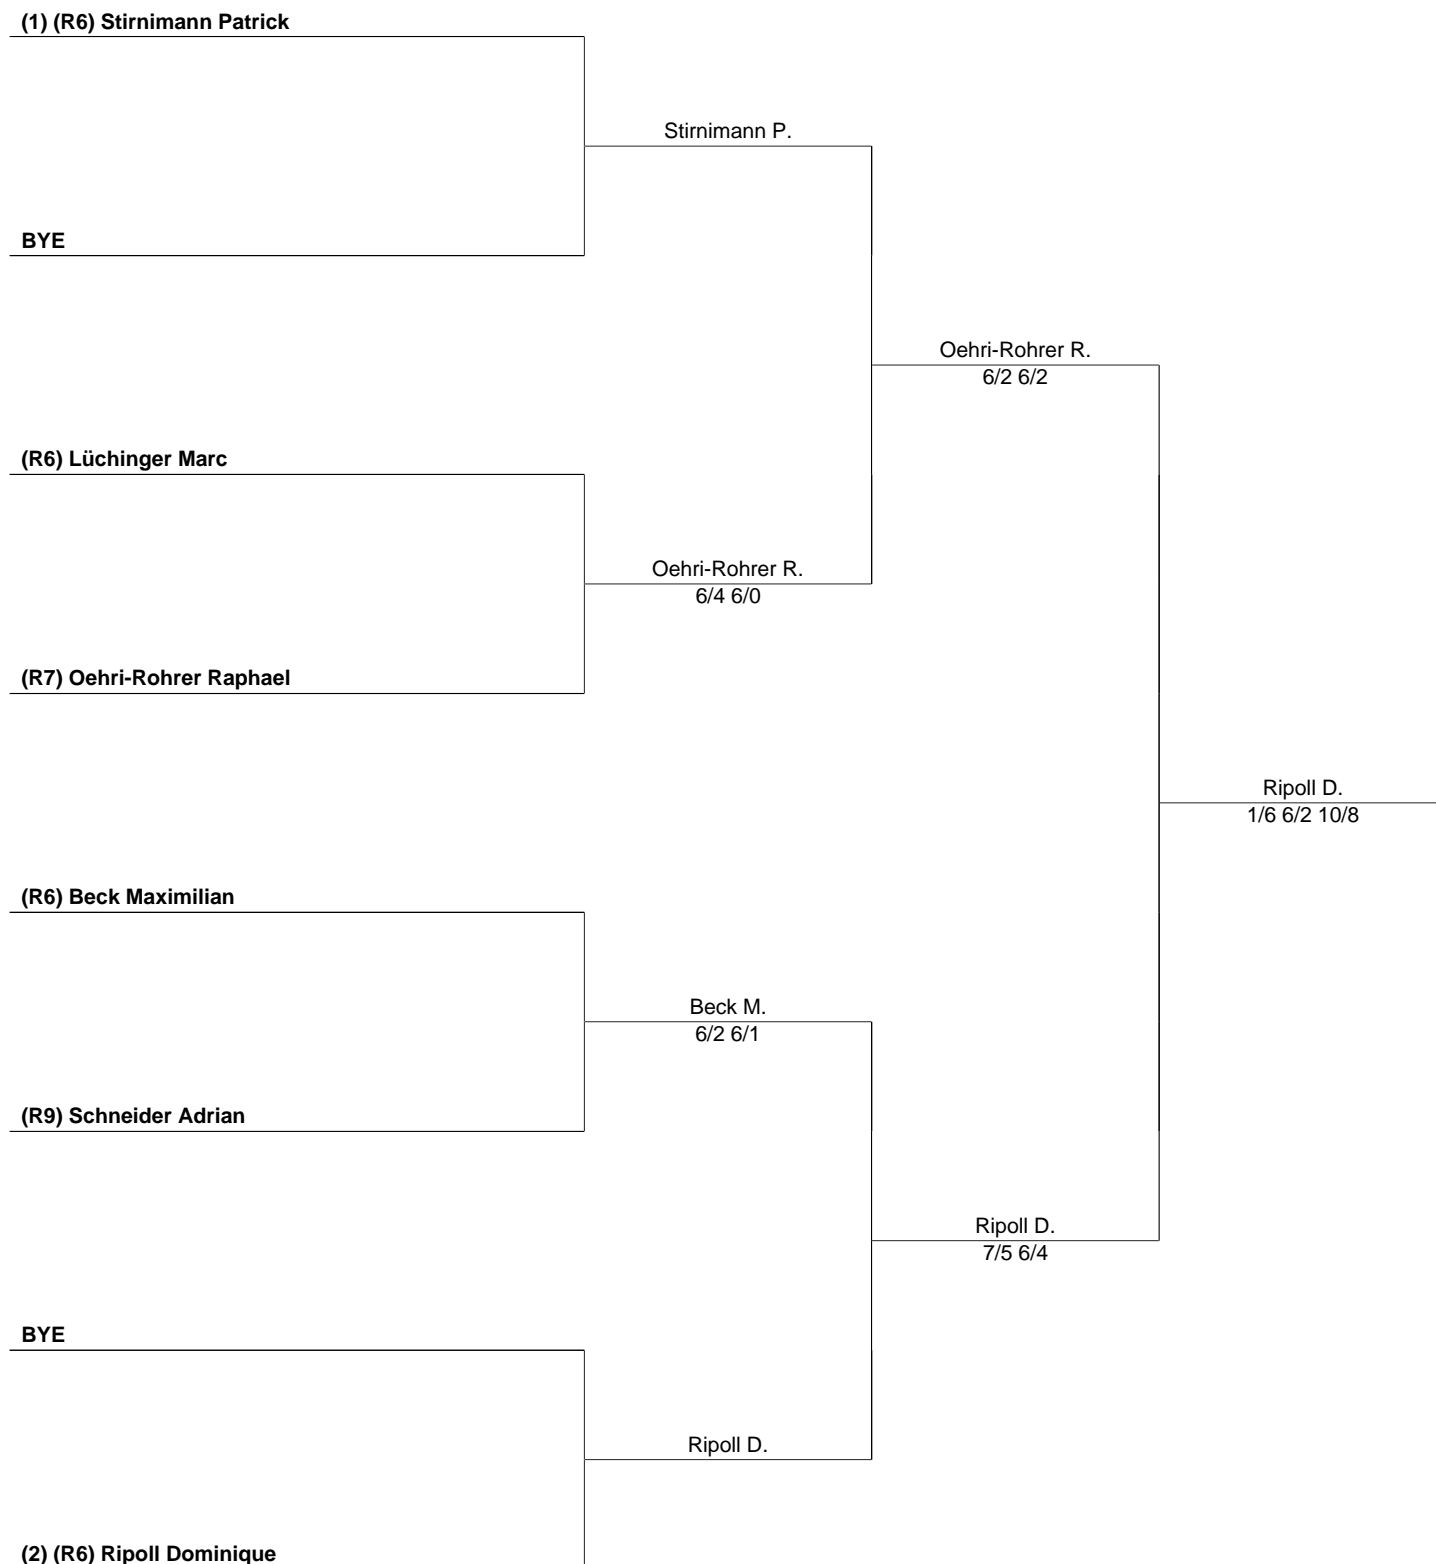 (1) (R6) Stirnimann Patrick
Stirnimann P.
BYE
Oehri-Rohrer R.
6/2 6/2
(R6) Lüchinger Marc
Oehri-Rohrer R.
6/4 6/0
(R7) Oehri-Rohrer Raphael
Ripoll D.
1/6 6/2 10/8
(R6) Beck Maximilian
Beck M.
6/2 6/1
(R9) Schneider Adrian
Ripoll D.
7/5 6/4
BYE
Ripoll D.
(2) (R6) Ripoll Dominique